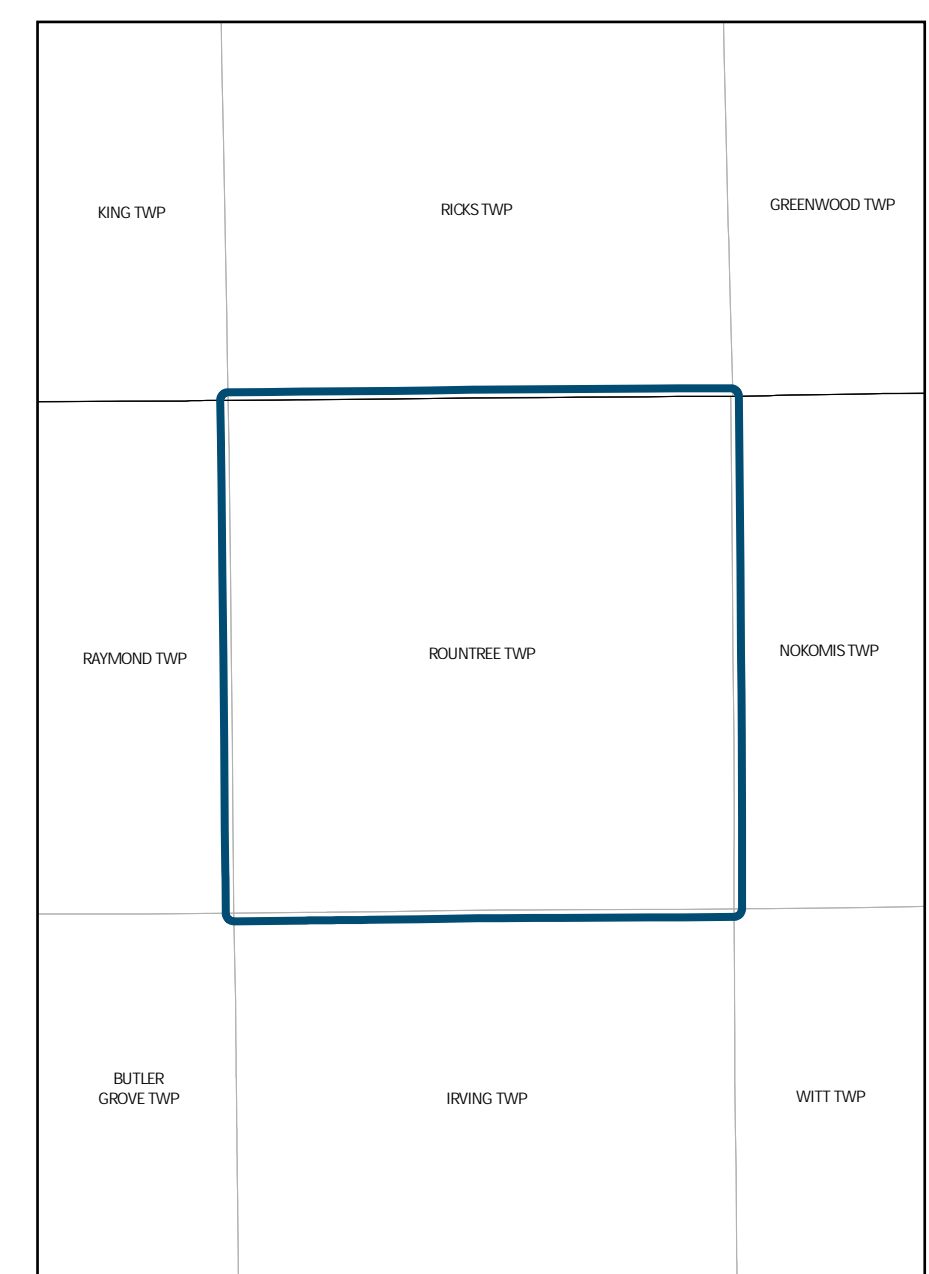 KING TWP
RICKS TWP
GREENWOOD TWP
RAYMOND TWP
ROUNTREE TWP
NOKOMIS TWP
BUTLER
GROVE TWP
IRVING TWP
WITT TWP